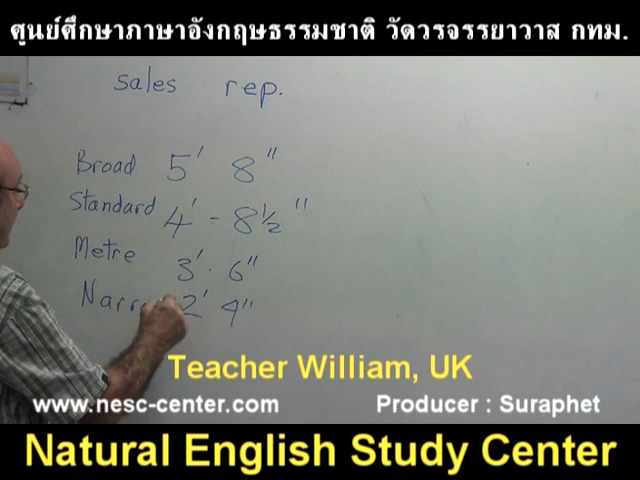 ศูนย์ศึกษาภาษาอังกฤษธรรมชาติ วัดวรจรรยาวาส กทม.
sales rep.
Broad 5' 8"
Standard 4' - 8 1/2 "
Metre 3' . 6"
2' 4"
Teacher William, UK
www.nesc-center.com Producer : Suraphet
Natural English Study Center